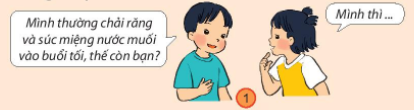 Mình thường chải răng
và súc miệng nước muối
vào buổi tối, thế còn bạn?
Mình thì ...
1